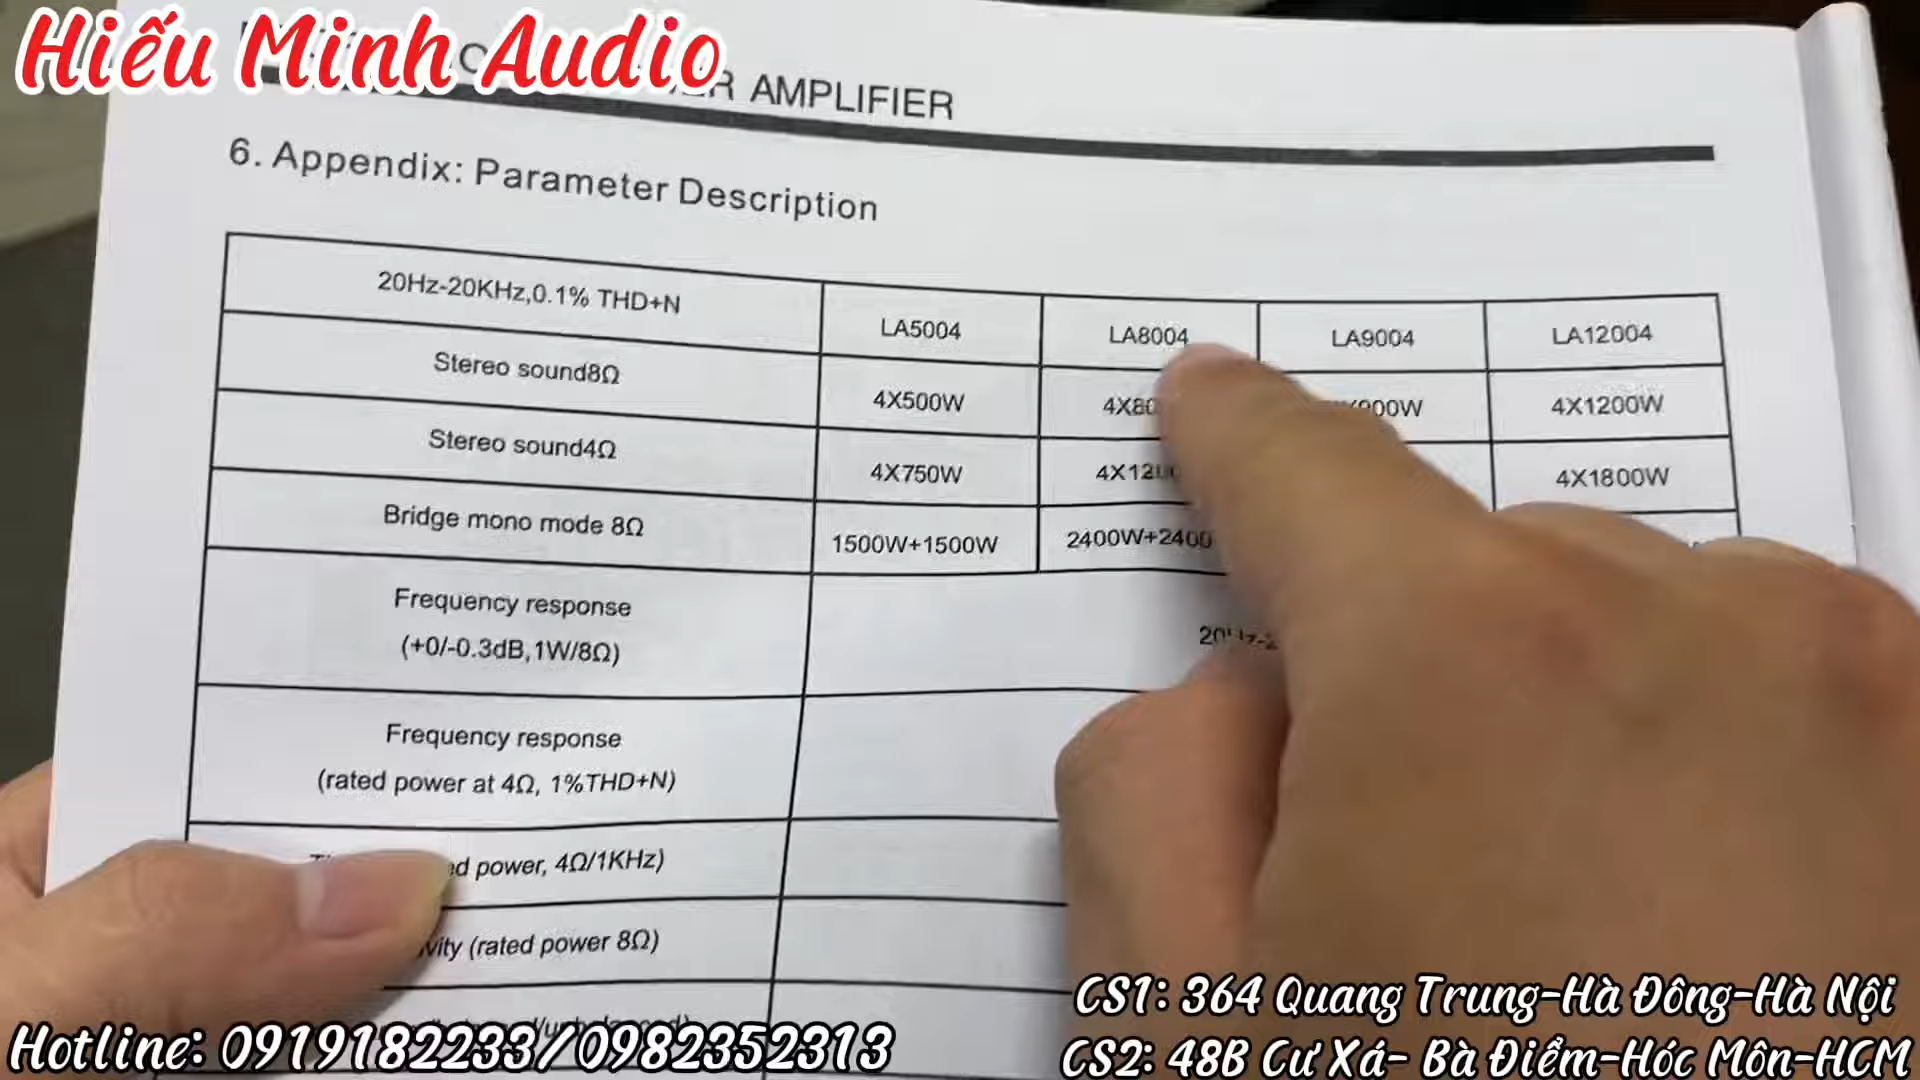 Hiếu Minh Audio
AMPLIFIER
6. Appendix: Parameter Description
20Hz-20KHz,0.1% THD+N LA5004 LA8004 LA9004 LA12004
Stereo sound8Ω 4X500W 4X1200W
Stereo sound4Ω 4X750W 4X1800W
Bridge mono mode 8Ω 1500W+1500W 2400W+2400
Frequency response
(+0/-0.3dB,1W/8Ω)
Frequency response
(rated power at 4Ω, 1%THD+N)
power, 4Ω/1KHz)
(rated power 8Ω)
Hotline: 0919182233/0982352313
CS1: 364 Quang Trung-Hà Đông-Hà Nội
CS2: 48B Cư Xá- Bà Điểm-Hóc Môn-HCM